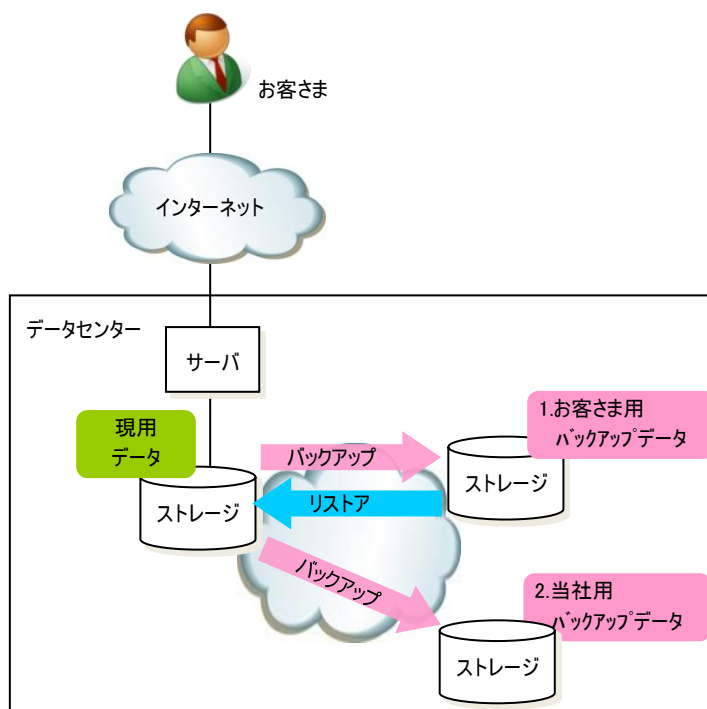 お客さま
インターネット
データセンター
サーバ
現用
データ
1.お客さま用
バックアップデータ
バックアップ
ストレージ
リストア
ストレージ
バックアップ
2.当社用
バックアップデータ
ストレージ